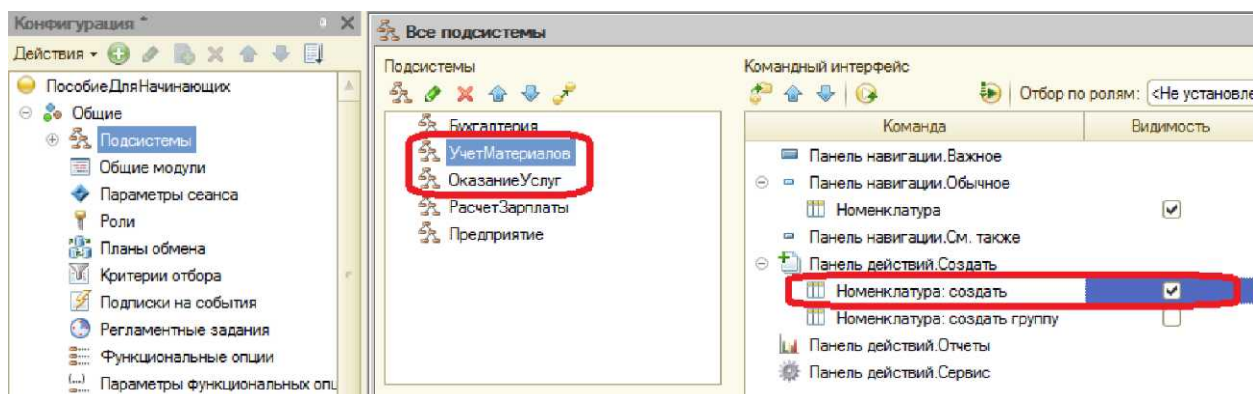 Конфигурация *
Действия
ПособиеДляНачинающих
Общие
Подсистемы
Общие модули
Параметры сеанса
Роли
Планы обмена
Критерии отбора
Подписки на события
Регламентные задания
Функциональные опции
Параметры функциональных опц
Все подсистемы
Подсистемы
Бухгалтерия
УчетМатериалов
ОказаниеУслуг
РасчетЗарплаты
Предприятие
Командный интерфейс
Отбор по ролям: <Не установле
Команда Видимость
Панель навигации.Важное
Панель навигации.Обычное
Номенклатура
Панель навигации.См. также
Панель действий.Создать
Номенклатура: создать
Номенклатура: создать группу
Панель действий.Отчеты
Панель действий.Сервис